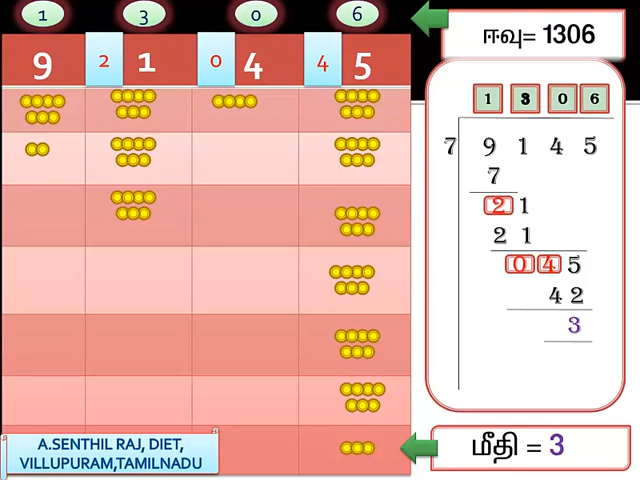 1 3 0 6
ஈவு= 1306
9 2 1 0 4 4 5
1 3 0 6
7 9 1 4 5
7
2 1
2 1
0 4 5
4 2
3
A.SENTHIL RAJ, DIET,
VILLUPURAM,TAMILNADU
மீதி = 3